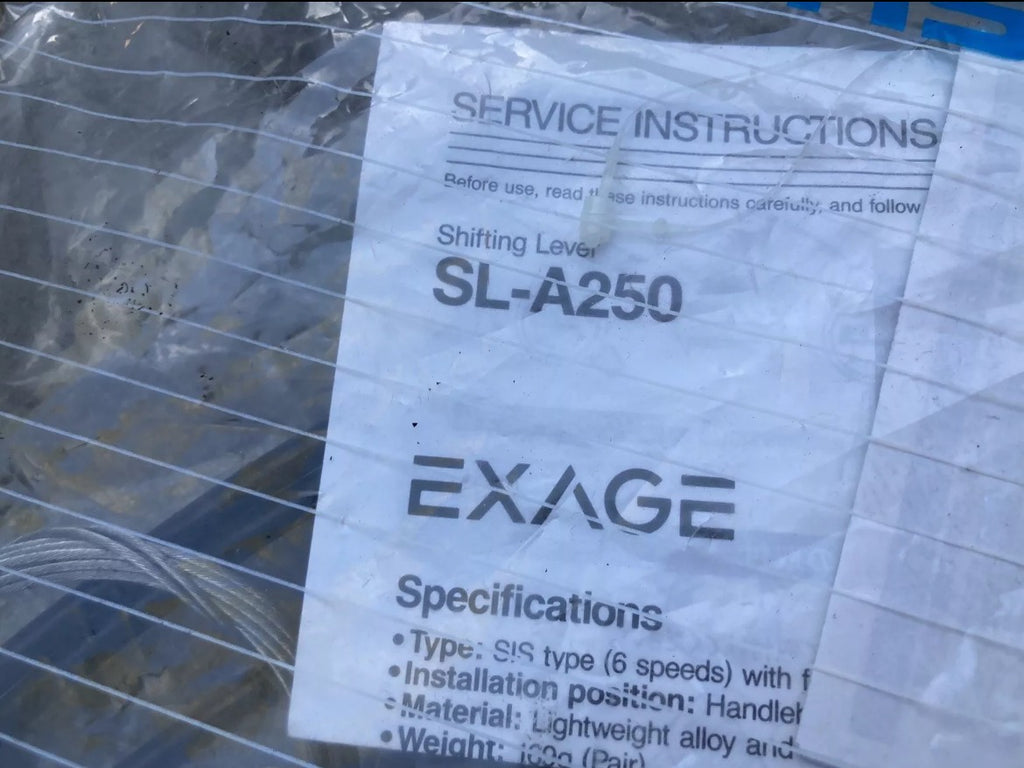 SERVICE INSTRUCTIONS
Before use, read these instructions carefully, and follow
Shifting Lever
SL-A250
EXAGE
Specifications
•Type: SIS type (6 speeds) with
•Installation position: Handleb
•Material: Lightweight alloy and
•Weight: (Pair)